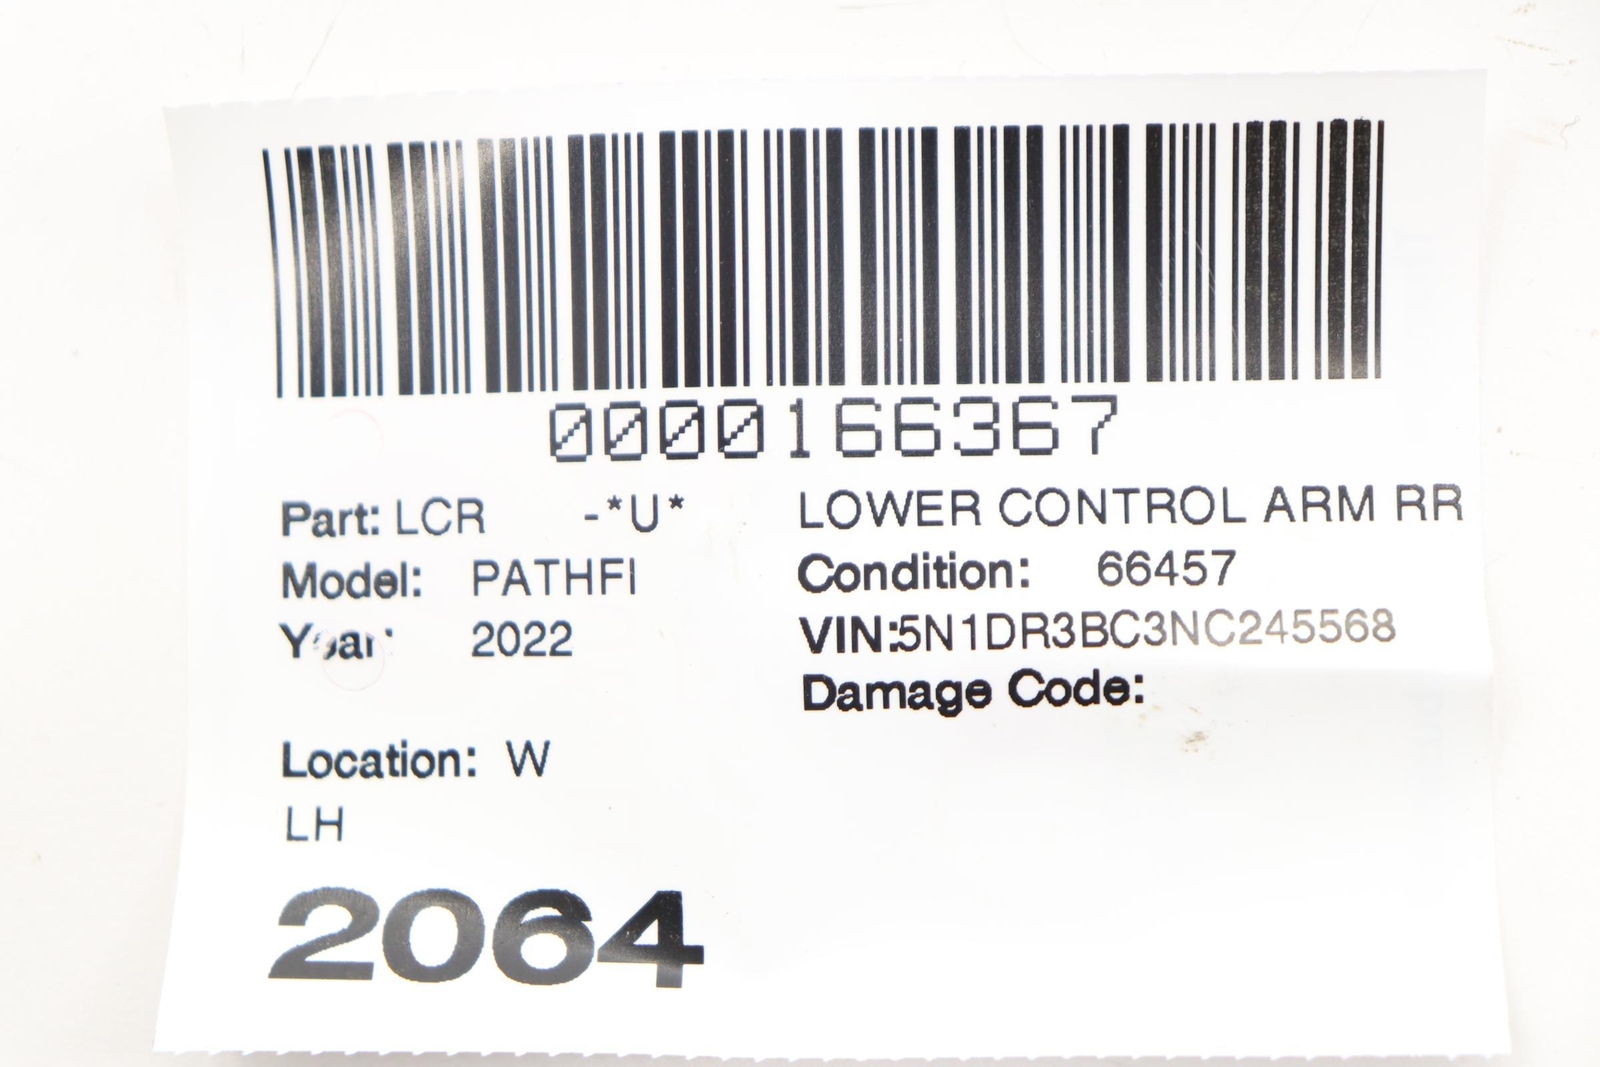 0000166367
Part: LCR -*U* LOWER CONTROL ARM RR
Model: PATHFI Condition: 66457
Year: 2022 VIN:5N1DR3BC3NC245568
Damage Code:
Location: W
LH
2064